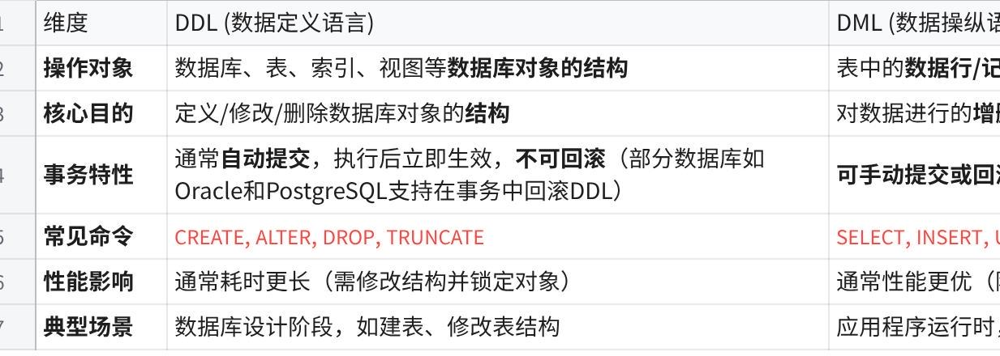 维度 DDL (数据定义语言) DML (数据操纵语
2 操作对象 数据库、表、索引、视图等数据库对象的结构 表中的数据行/记
核心目的 定义/修改/删除数据库对象的结构 对数据进行的增删
通常自动提交，执行后立即生效，不可回滚（部分数据库如
4 事务特性 可手动提交或回滚
Oracle和PostgreSQL支持在事务中回滚DDL）
5 常见命令 CREATE, ALTER, DROP, TRUNCATE SELECT, INSERT,
6 性能影响 通常耗时更长（需修改结构并锁定对象） 通常性能更优（
7 典型场景 数据库设计阶段，如建表、修改表结构 应用程序运行时，